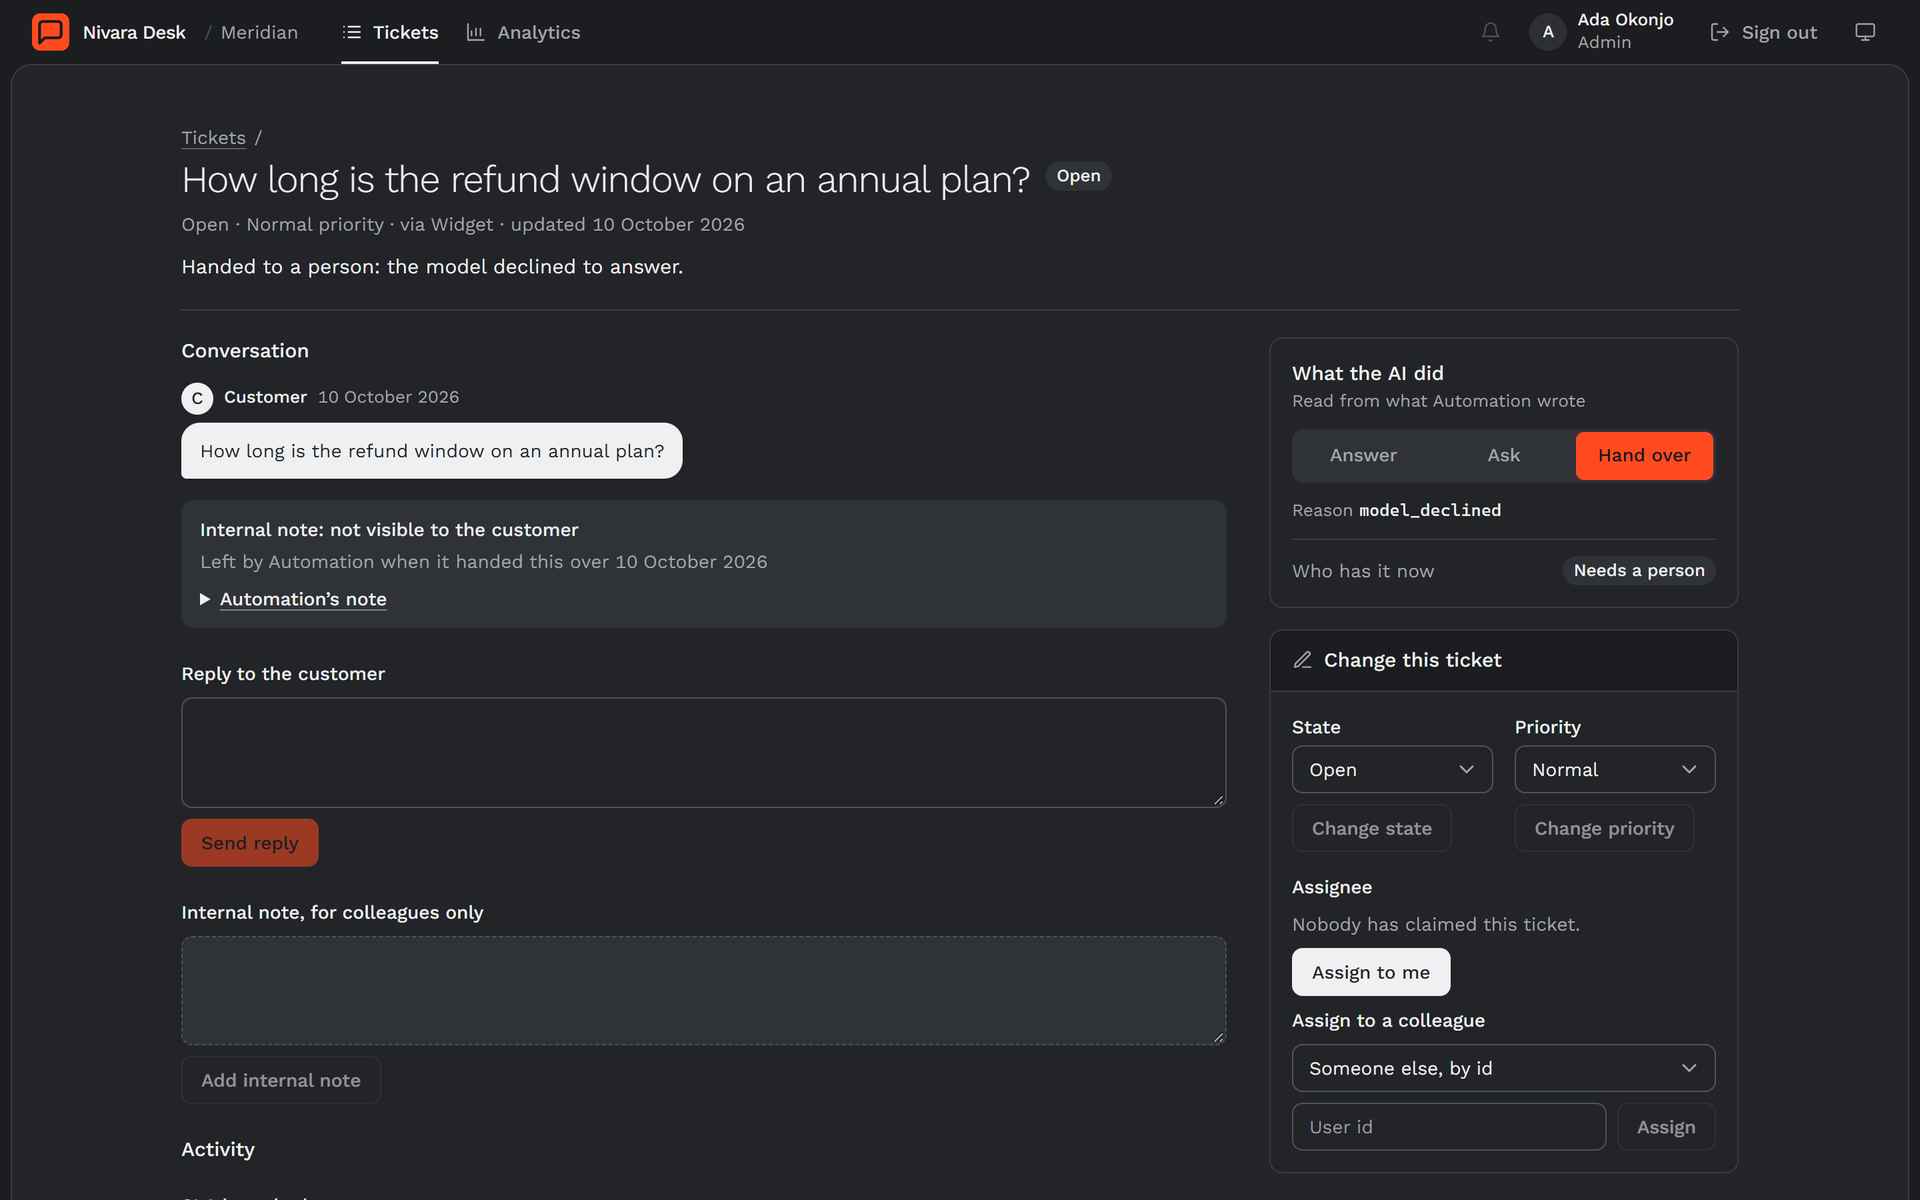 Nivara Desk / Meridian
Tickets
Analytics
A
Ada Okonjo
Admin
Sign out
Tickets /
How long is the refund window on an annual plan?
Open
Open · Normal priority · via Widget · updated 10 October 2026
Handed to a person: the model declined to answer.
Conversation
C
Customer 10 October 2026
How long is the refund window on an annual plan?
Internal note: not visible to the customer
Left by Automation when it handed this over 10 October 2026
Automation’s note
Reply to the customer
Send reply
Internal note, for colleagues only
Add internal note
Activity
What the AI did
Read from what Automation wrote
Answer
Ask
Hand over
Reason model_declined
Who has it now
Needs a person
Change this ticket
State
Priority
Open
Normal
Change state
Change priority
Assignee
Nobody has claimed this ticket.
Assign to me
Assign to a colleague
Someone else, by id
User id
Assign